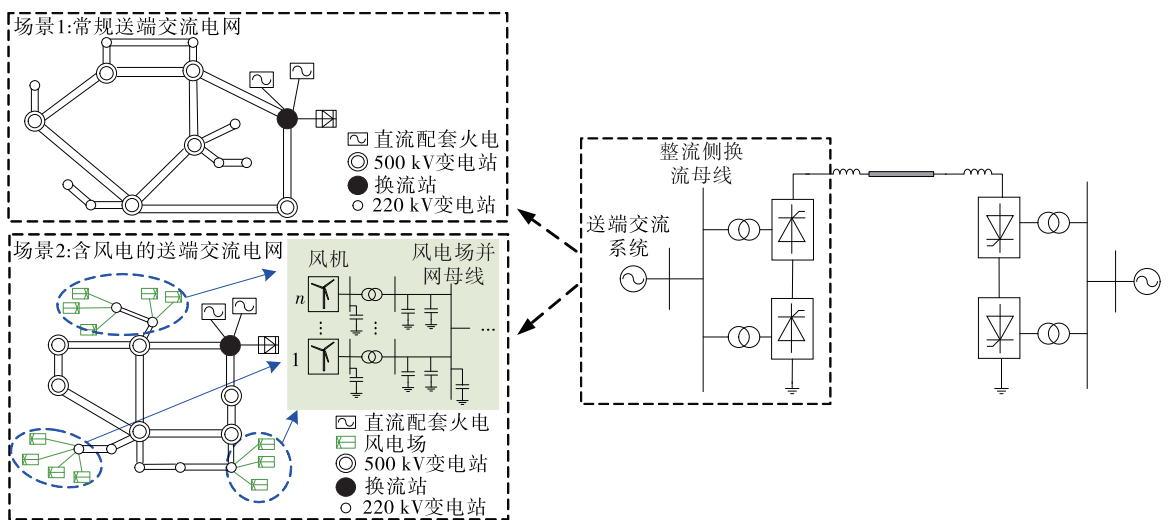 场景1:常规送端交流电网
直流配套火电
500 kV变电站
换流站
220 kV变电站
场景2:含风电的送端交流电网
风机
风电场并
网母线
n
⋮
⋮
⋮
...
1
直流配套火电
风电场
500 kV变电站
换流站
220 kV变电站
整流侧换
流母线
送端交流
系统